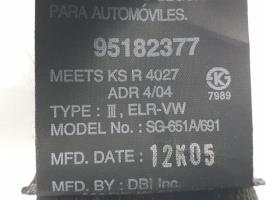 PARA AUTOMÓVILES.
95182377
MEETS KS R 4027
ADR 4/04
7989
TYPE : III, ELR-VW
MODEL No. : SG-651A/691
MFD. DATE : 12K05
MFD. BY : DBI Inc.